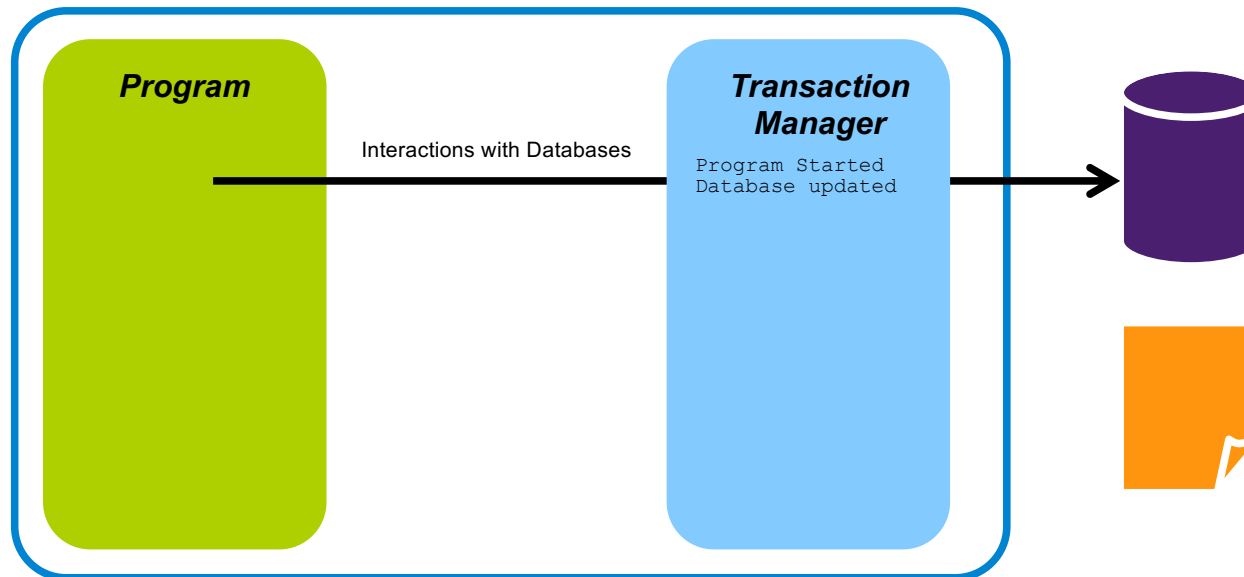 Program
Transaction
Manager
Interactions with Databases
Program Started
Database updated